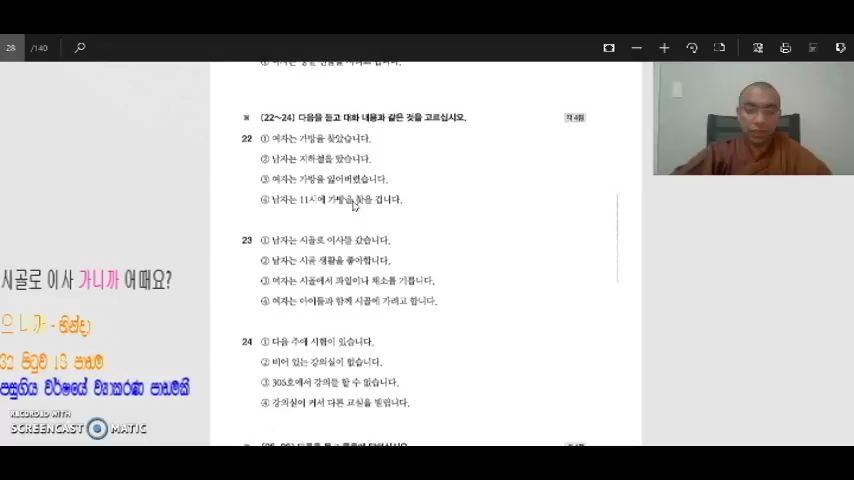 28 /140
※ [22~24] 다음을 듣고 대화 내용과 같은 것을 고르십시오. 각 4점
22 ① 여자는 가방을 찾았습니다.
② 남자는 지하철을 탔습니다.
③ 여자는 가방을 잃어버렸습니다.
④ 남자는 11시에 가방을 찾을 겁니다.
23 ① 남자는 시골로 이사를 갔습니다.
② 남자는 시골 생활을 좋아합니다.
③ 여자는 시골에서 과일이나 채소를 기릅니다.
④ 여자는 아이들과 함께 시골에 가려고 합니다.
24 ① 다음 주에 시험이 있습니다.
② 비어 있는 강의실이 없습니다.
③ 305호에서 강의를 할 수 없습니다.
④ 강의실이 커서 다른 교실을 빌립니다.
시골로 이사 가니까 어때요?
으니까 - හින්දා
32 පිටුව 13 පාඩම
පසුගිය වර්ෂයේ ව්‍යාකරණ පාඩමකි
RECORDED WITH
SCREENCAST MATIC